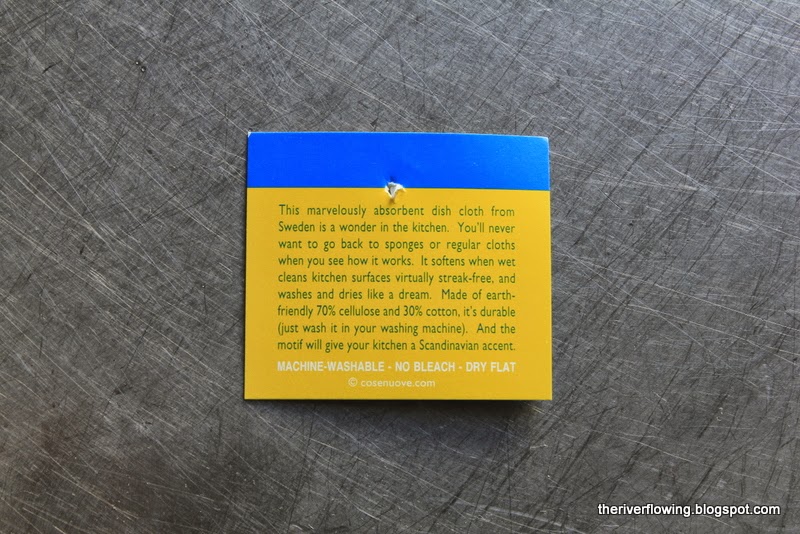 This marvelously absorbent dish cloth from
Sweden is a wonder in the kitchen. You'll never
want to go back to sponges or regular cloths
when you see how it works. It softens when wet
cleans kitchen surfaces virtually streak-free, and
washes and dries like a dream. Made of earth-
friendly 70% cellulose and 30% cotton, it's durable
(just wash it in your washing machine). And the
motif will give your kitchen a Scandinavian accent.
MACHINE-WASHABLE - NO BLEACH - DRY FLAT
© cosenuove.com
theriverflowing.blogspot.com